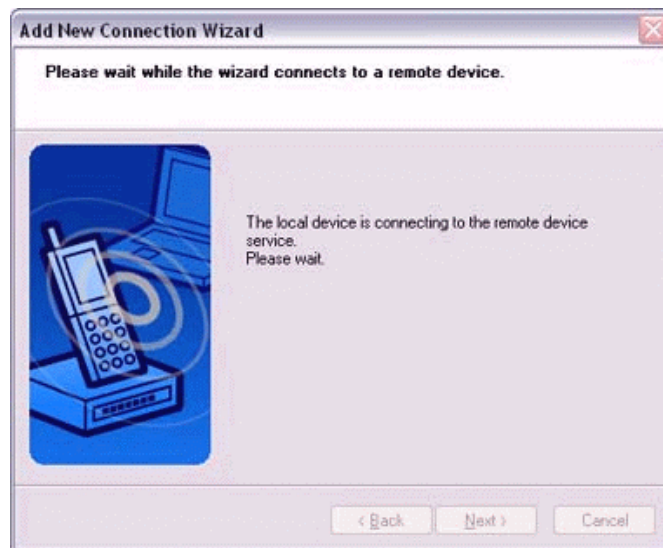 Add New Connection Wizard
Please wait while the wizard connects to a remote device.
The local device is connecting to the remote device
service.
Please wait.
< Back
Next >
Cancel